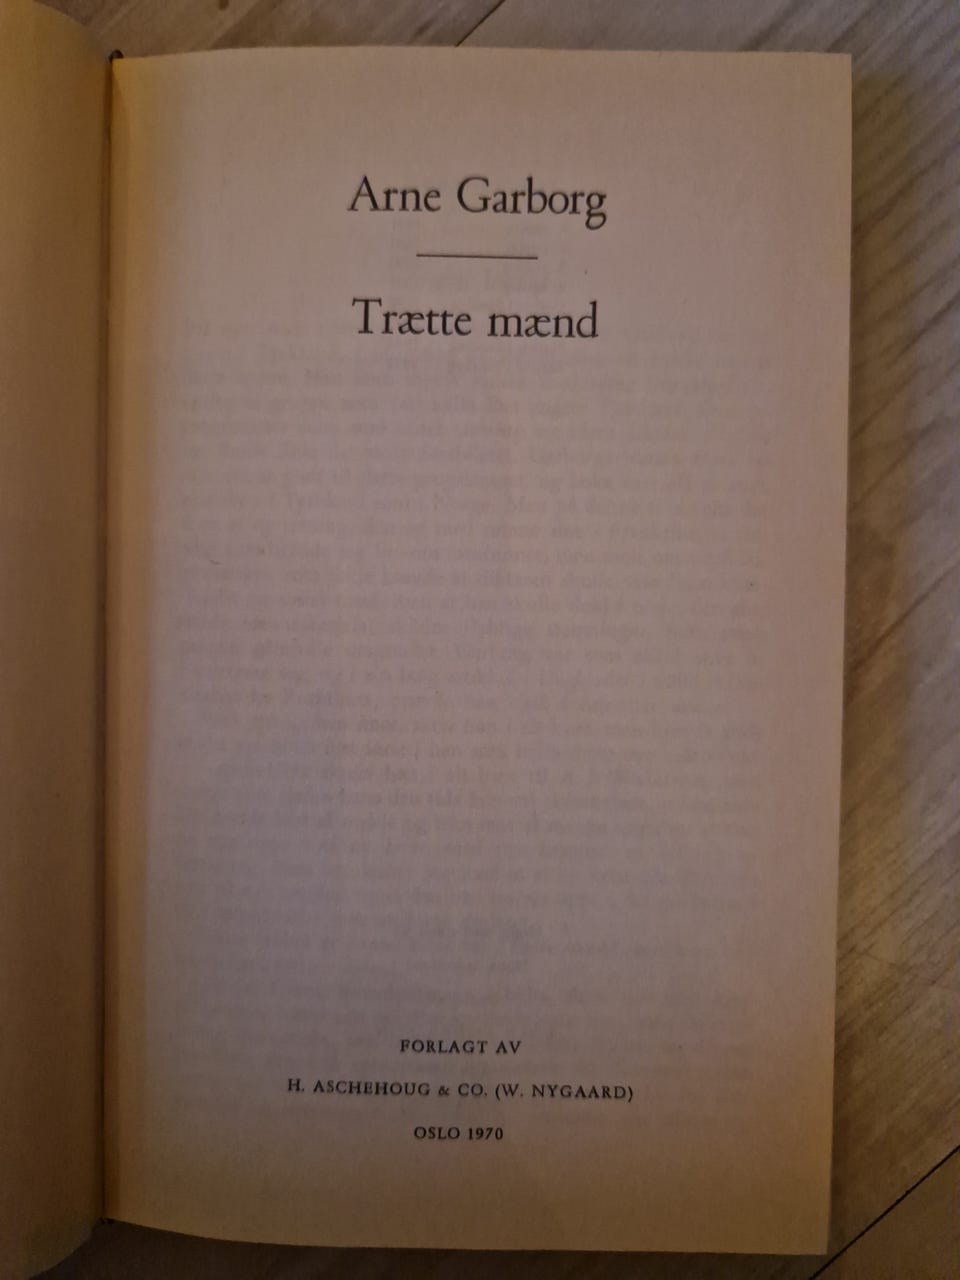 Arne Garborg
Trætte mænd
FORLAGT AV
H. ASCHEHOUG & CO. (W. NYGAARD)
OSLO 1970